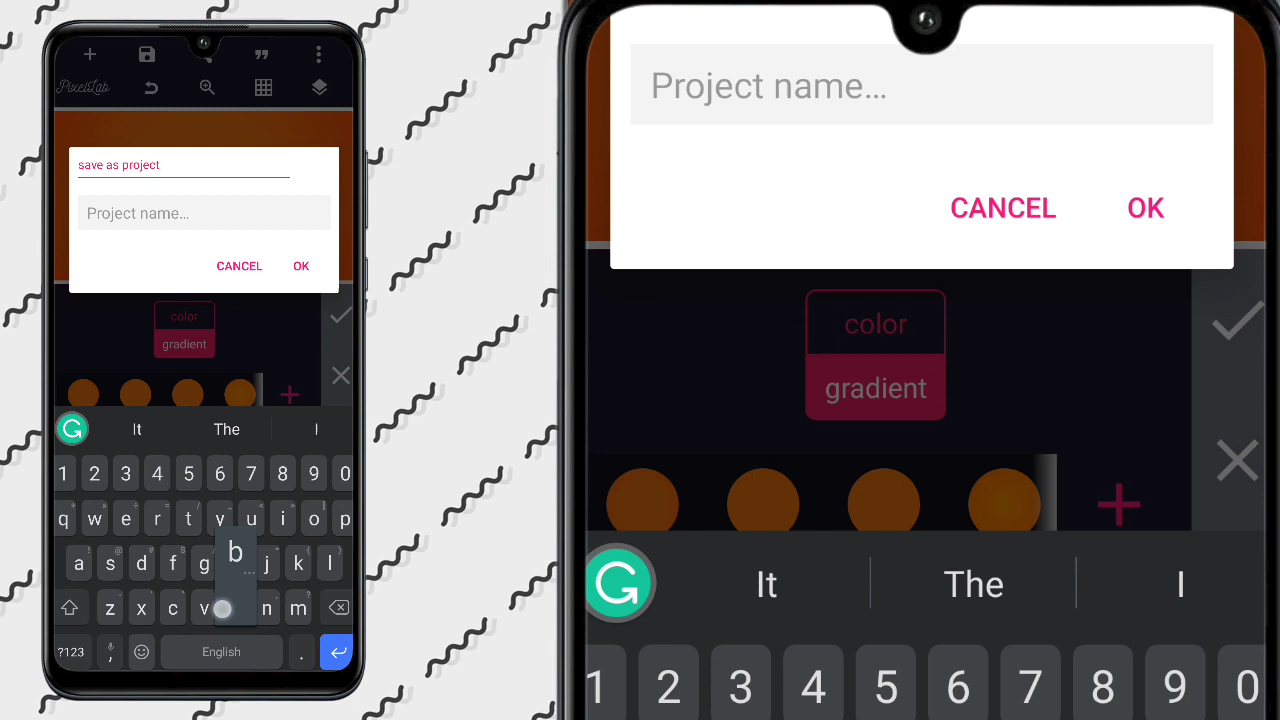 PixelLab
save as project
Project name...
CANCEL OK
color
gradient
It The I
1 2 3 4 5 6 7 8 9 0
q w e r t y u i o p
a s d f g j k l
b
z x c v n m
?123 , English .
Project name...
CANCEL OK
color
gradient
It The I
1 2 3 4 5 6 7 8 9 0